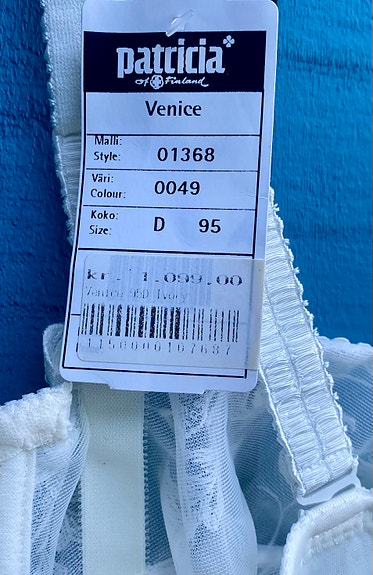 patricia
of Finland
Venice
Malli:
Style: 01368
Väri:
Colour: 0049
Koko:
Size: D 95
kr. 1.099.00
Venice 95D Ivory
1150000107687